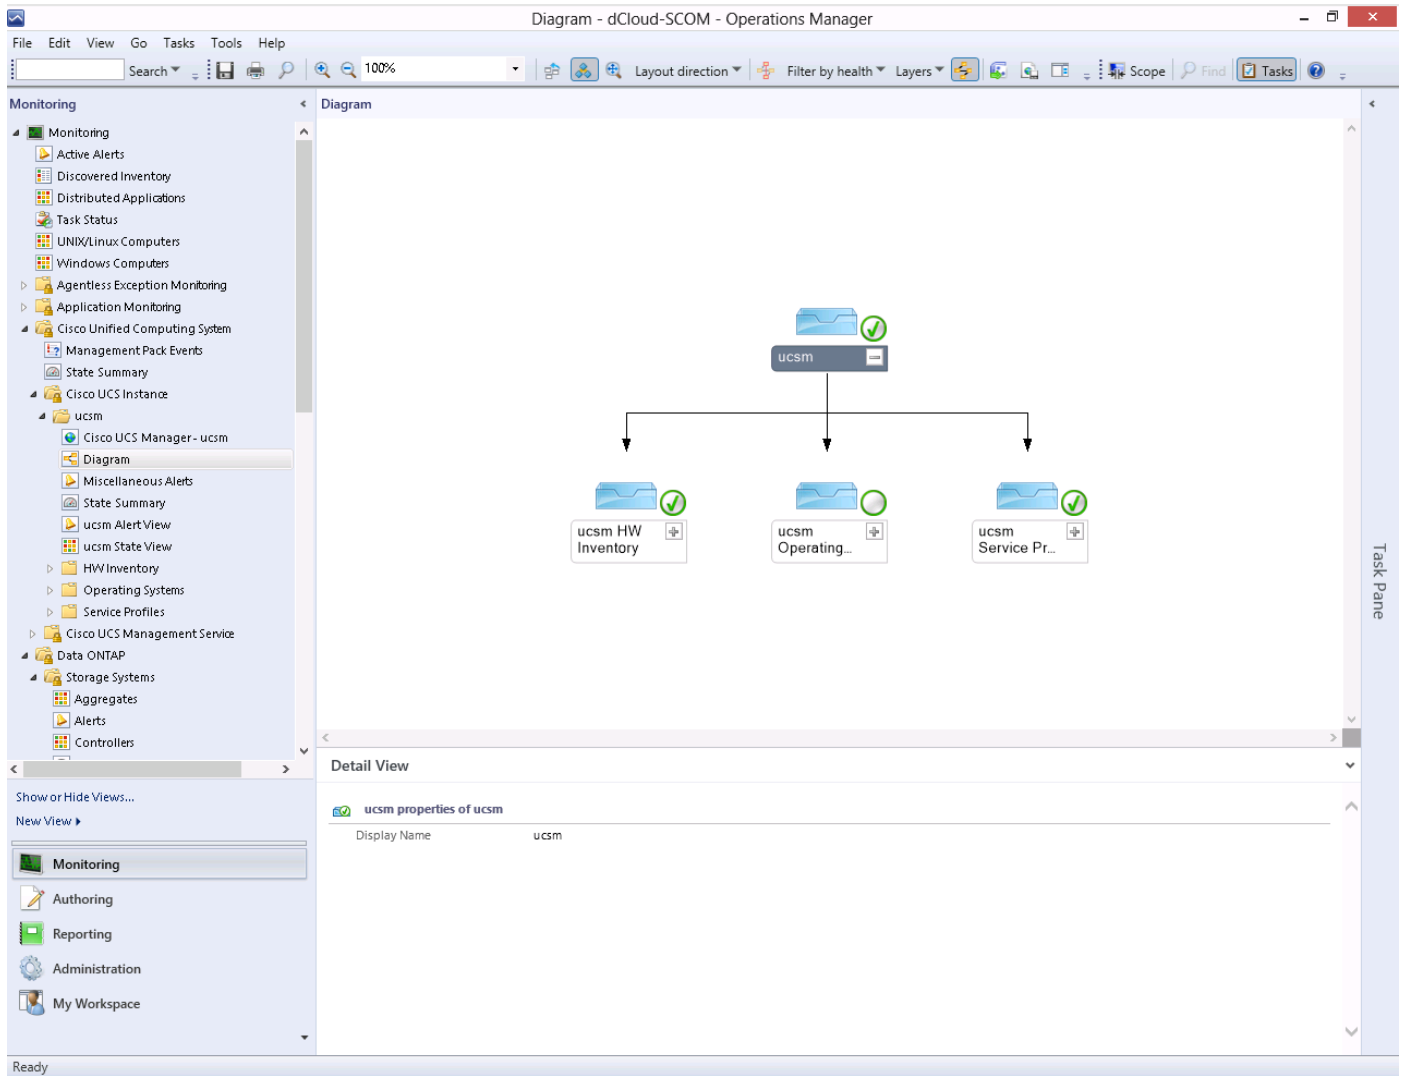 Diagram - dCloud-SCOM - Operations Manager
File Edit View Go Tasks Tools Help
Search 100% Layout direction Filter by health Layers Scope Find Tasks
Monitoring
Monitoring
Active Alerts
Discovered Inventory
Distributed Applications
Task Status
UNIX/Linux Computers
Windows Computers
Agentless Exception Monitoring
Application Monitoring
Cisco Unified Computing System
Management Pack Events
State Summary
Cisco UCS Instance
ucsm
Cisco UCS Manager - ucsm
Diagram
Miscellaneous Alerts
State Summary
ucsm Alert View
ucsm State View
HW Inventory
Operating Systems
Service Profiles
Cisco UCS Management Service
Data ONTAP
Storage Systems
Aggregates
Alerts
Controllers
Show or Hide Views...
New View
Monitoring
Authoring
Reporting
Administration
My Workspace
Diagram
ucsm
ucsm HW
Inventory
ucsm
Operating...
ucsm
Service Pr...
Detail View
ucsm properties of ucsm
Display Name ucsm
Task Pane
Ready